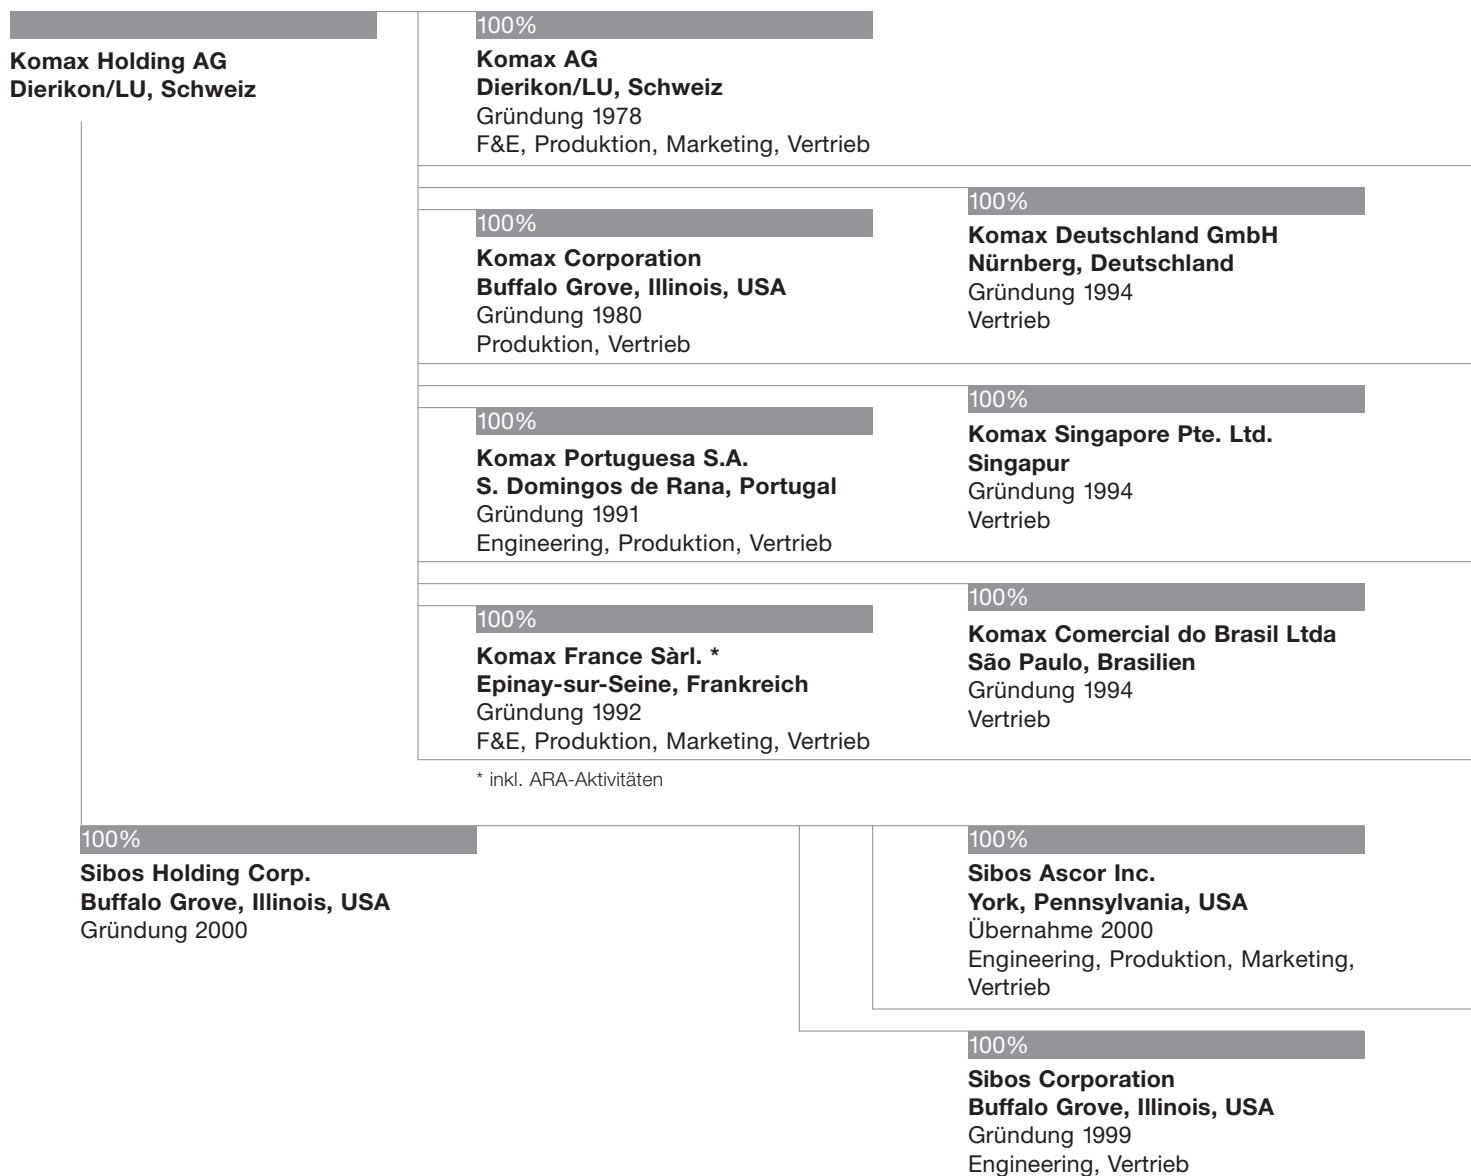 Komax Holding AG
Dierikon/LU, Schweiz
100%
Komax AG
Dierikon/LU, Schweiz
Gründung 1978
F&E, Produktion, Marketing, Vertrieb
100%
Komax Corporation
Buffalo Grove, Illinois, USA
Gründung 1980
Produktion, Vertrieb
100%
Komax Deutschland GmbH
Nürnberg, Deutschland
Gründung 1994
Vertrieb
100%
Komax Portuguesa S.A.
S. Domingos de Rana, Portugal
Gründung 1991
Engineering, Produktion, Vertrieb
100%
Komax Singapore Pte. Ltd.
Singapur
Gründung 1994
Vertrieb
100%
Komax France Sàrl. *
Epinay-sur-Seine, Frankreich
Gründung 1992
F&E, Produktion, Marketing, Vertrieb
* inkl. ARA-Aktivitäten
100%
Komax Comercial do Brasil Ltda
São Paulo, Brasilien
Gründung 1994
Vertrieb
100%
Sibos Holding Corp.
Buffalo Grove, Illinois, USA
Gründung 2000
100%
Sibos Ascor Inc.
York, Pennsylvania, USA
Übernahme 2000
Engineering, Produktion, Marketing,
Vertrieb
100%
Sibos Corporation
Buffalo Grove, Illinois, USA
Gründung 1999
Engineering, Vertrieb